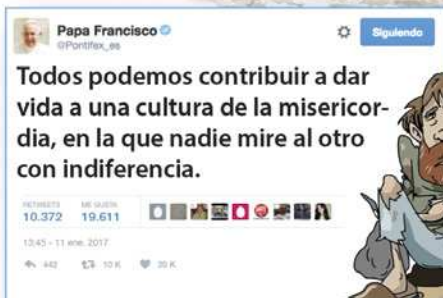 Papa Francisco
@Pontifex_es
Siguiendo
Todos podemos contribuir a dar
vida a una cultura de la misericor-
dia, en la que nadie mire al otro
con indiferencia.
RETWEETS ME GUSTA
10.372 19.611
13:45 - 11 ene. 2017
442 10 K 20 K